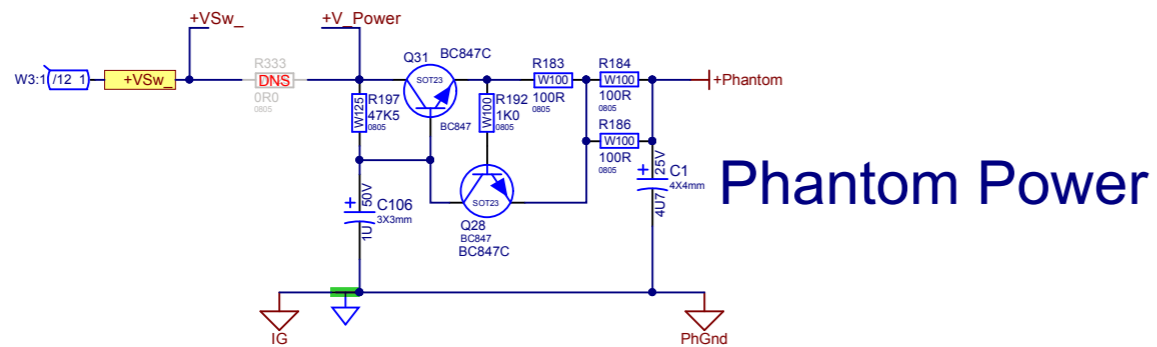 +VSw_
+V_Power
W3:1
/12 1
+VSw_
R333
DNS
0R0
0805
Q31
BC847C
SOT23
BC847
R197
W125
47K5
0805
R192
W100
1K0
0805
R183
W100
100R
0805
R184
W100
100R
0805
+Phantom
R186
W100
100R
0805
+
50V
C106
3X3mm
1U
SOT23
Q28
BC847
BC847C
+
25V
C1
4X4mm
4U7
Phantom Power
IG
PhGnd